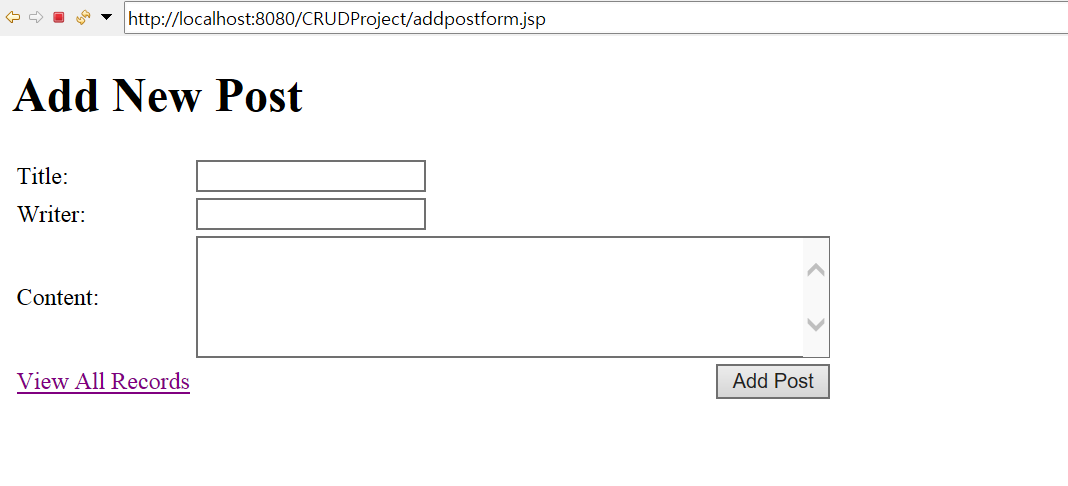 http://localhost:8080/CRUDProject/addpostform.jsp
Add New Post
Title:
Writer:
Content:
View All Records Add Post